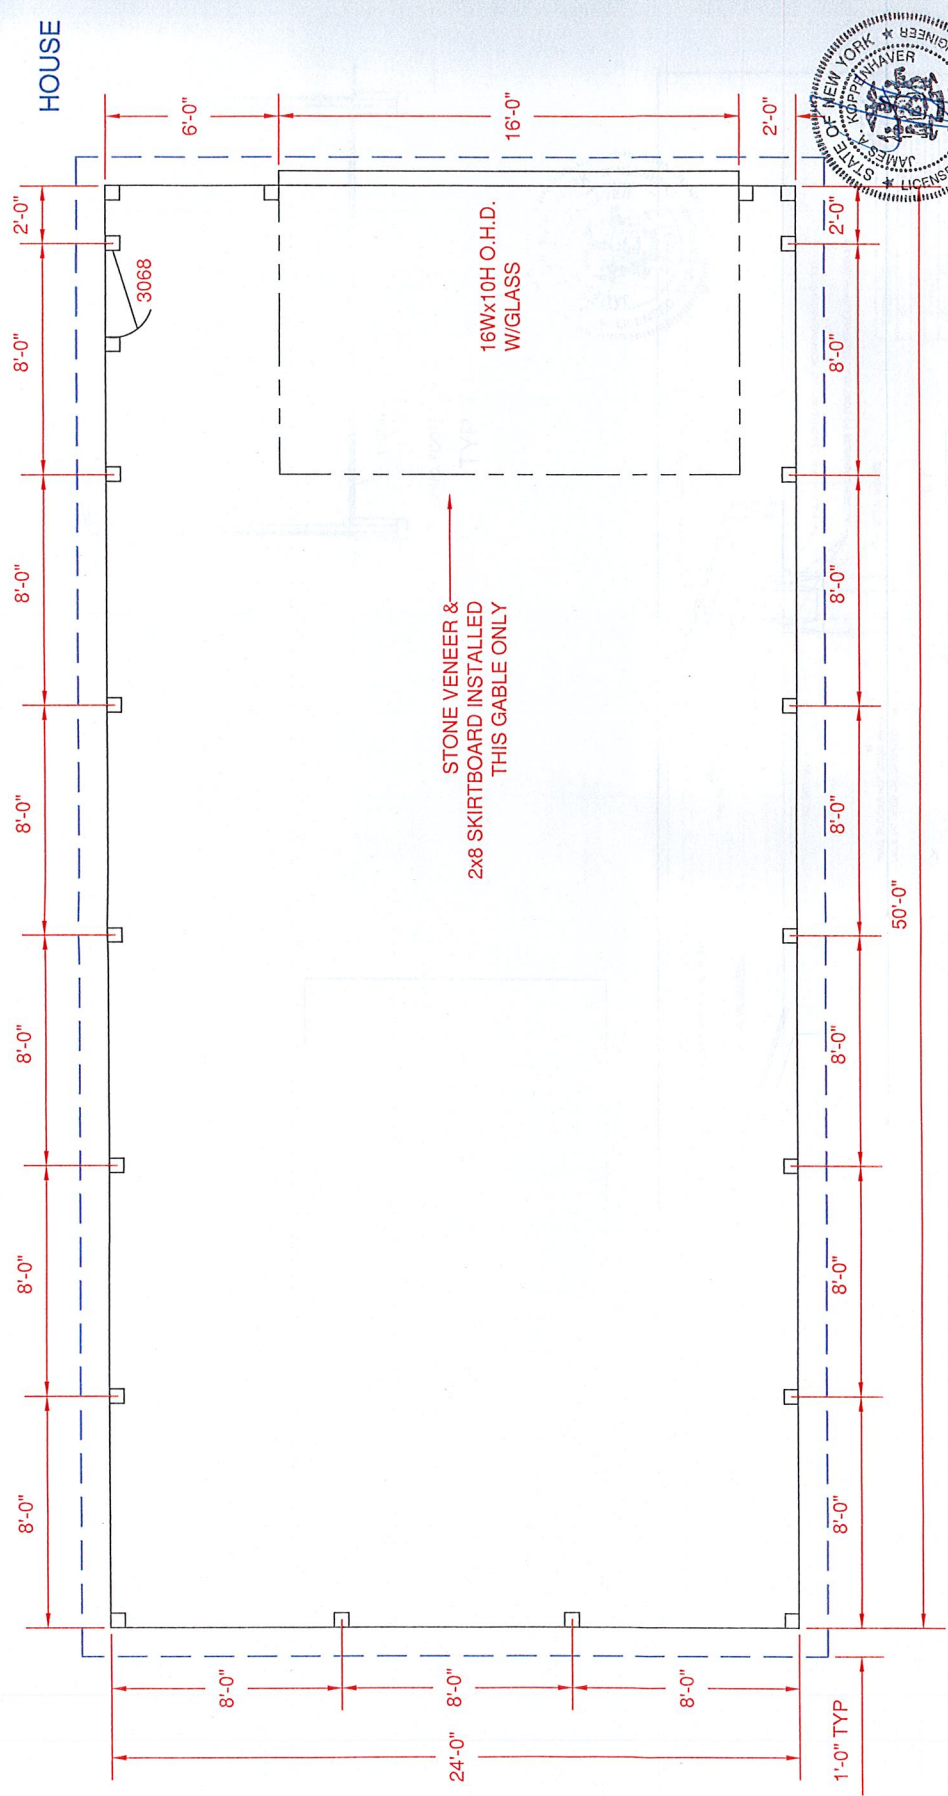 HOUSE
2'-0"
8'-0"
8'-0"
8'-0"
8'-0"
8'-0"
8'-0"
6'-0"
16'-0"
2'-0"
3068
16Wx10H O.H.D.
W/GLASS
STONE VENEER &
2x8 SKIRTBOARD INSTALLED
THIS GABLE ONLY
8'-0"
8'-0"
8'-0"
24'-0"
2'-0"
8'-0"
8'-0"
8'-0"
8'-0"
8'-0"
8'-0"
1'-0" TYP
50'-0"
STATE OF NEW YORK
JAMES A. KOPPENHAVER